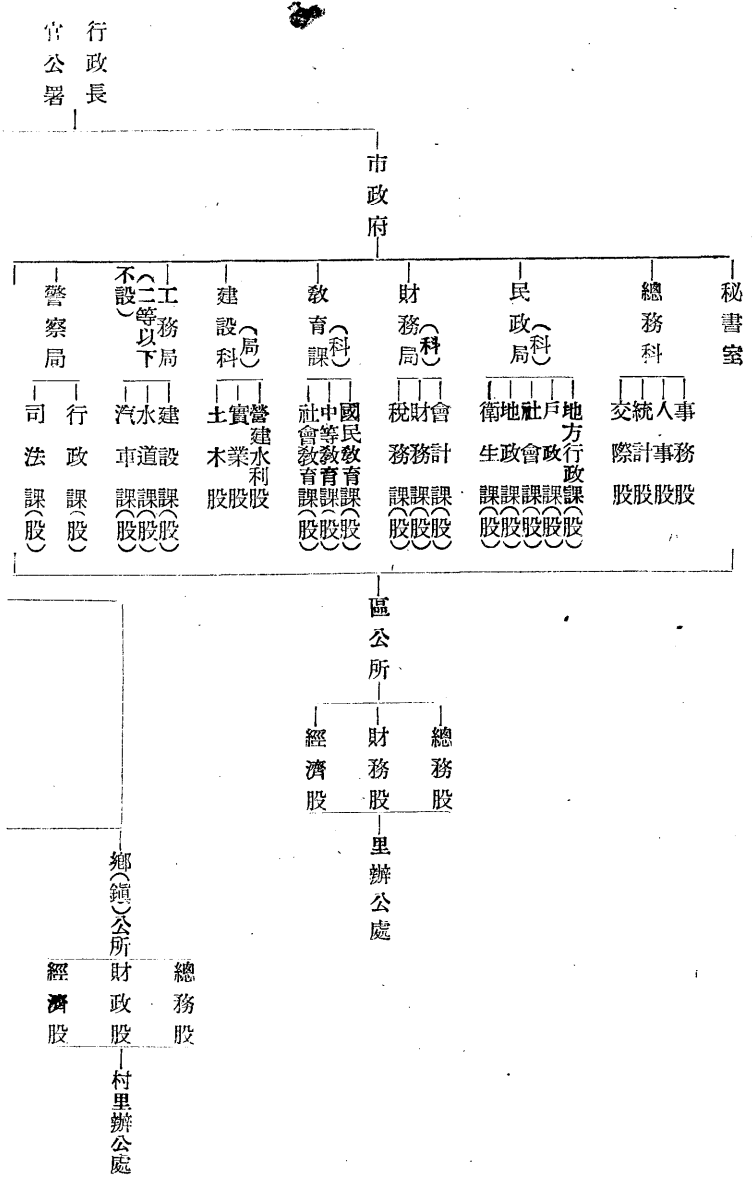 行政長
官公署
市政府
秘書室
總務科
事務股
人事股
統計股
交際股
民政局(科)
地方行政課(股)
戶政課(股)
社會課(股)
地政課(股)
衛生課(股)
財務局(科)
會計課(股)
財務課(股)
稅務課(股)
教育課(科)
國民教育課(股)
中等教育課(股)
社會教育課(股)
建設科(局)
營建水利股
實業股
土木股
工務局
(二等以下
不設)
建設課(股)
水道課(股)
汽車課(股)
警察局
行政課(股)
司法課(股)
區公所
總務股
財務股
經濟股
里辦公處
鄉(鎭)公所
總務股
財政股
經濟股
村里辦公處